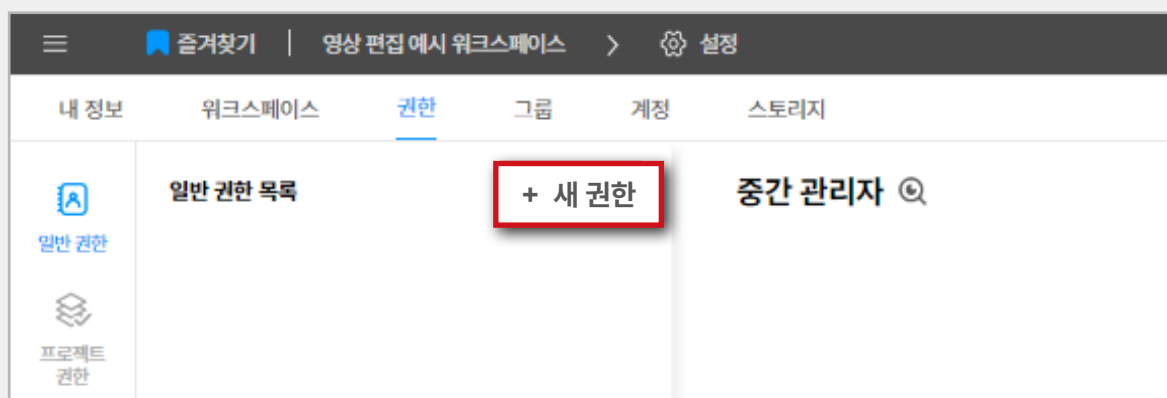 즐겨찾기 영상 편집 예시 워크스페이스 > 설정
내 정보 워크스페이스 권한 그룹 계정 스토리지
일반 권한
프로젝트
권한
일반 권한 목록 + 새 권한
중간 관리자